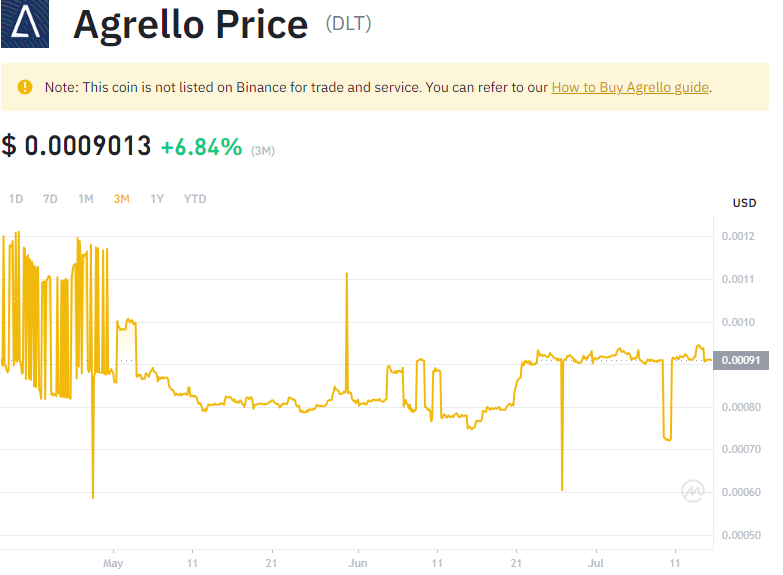 Agrello Price (DLT)
Note: This coin is not listed on Binance for trade and service. You can refer to our How to Buy Agrello guide.
$ 0.0009013 +6.84% (3M)
1D 7D 1M 3M 1Y YTD
USD
0.0012
0.0011
0.0010
0.00091
0.00080
0.00070
0.00060
0.00050
May 11 21 Jun 11 21 Jul 11